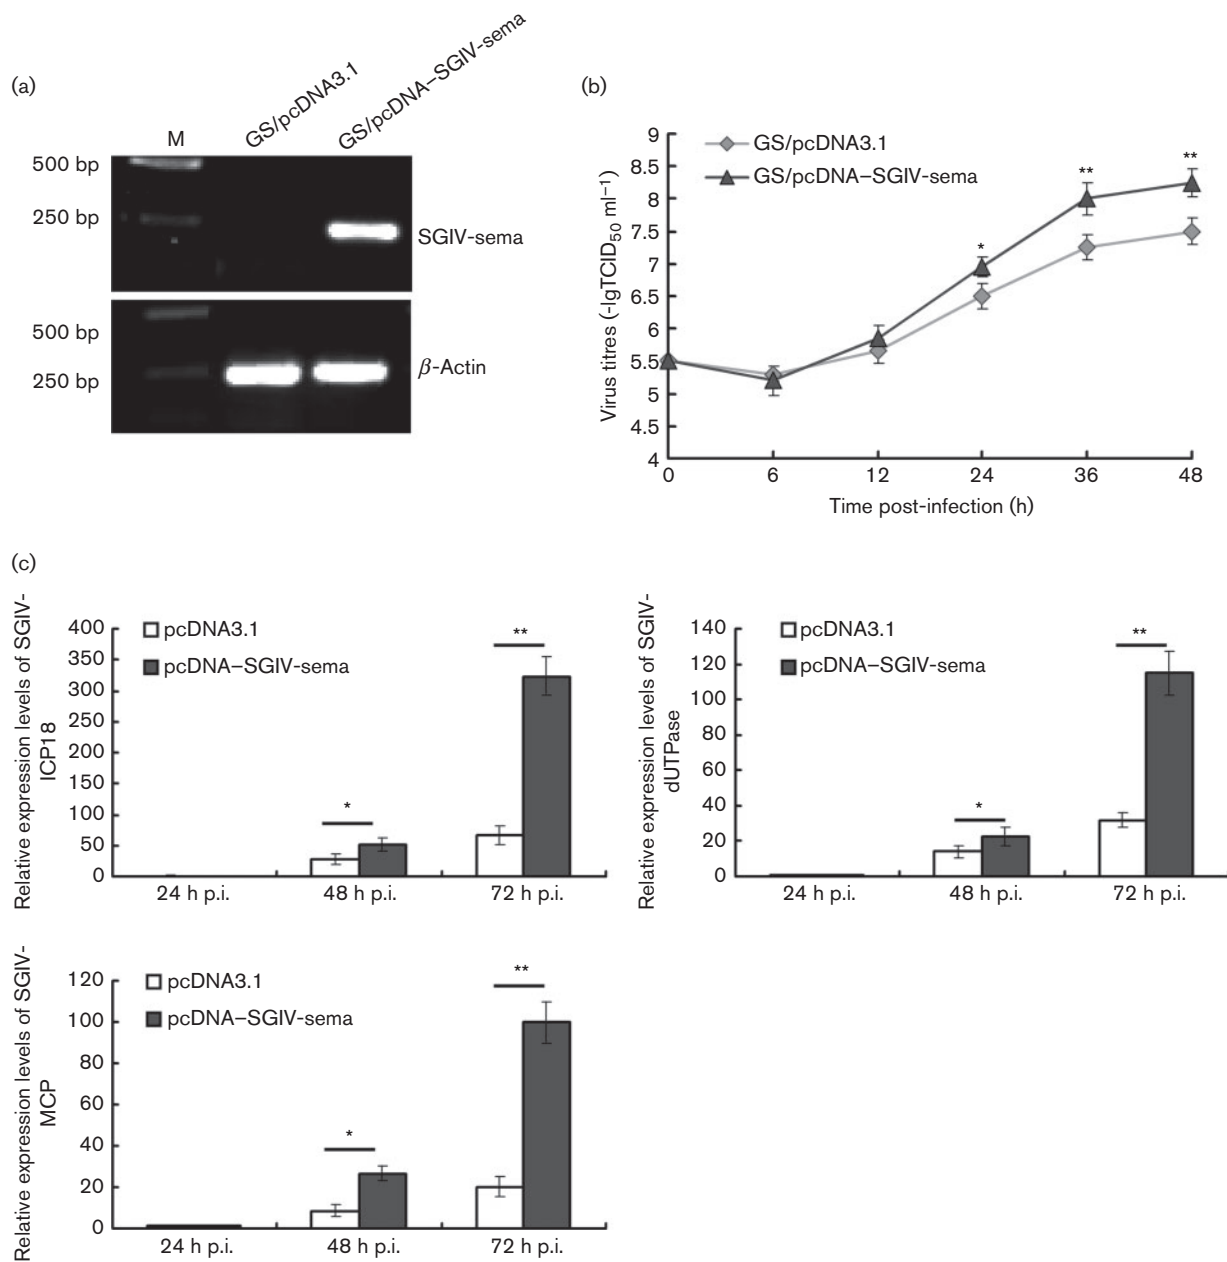 (a)
M
GS/pcDNA3.1
GS/pcDNA–SGIV-sema
500 bp
250 bp
SGIV-sema
500 bp
250 bp
β-Actin
(b)
Virus titres (-lgTCID50 ml−1)
9
8.5
8
7.5
7
6.5
6
5.5
5
4.5
4
GS/pcDNA3.1
GS/pcDNA–SGIV-sema
*
**
**
0 6 12 24 36 48
Time post-infection (h)
(c)
Relative expression levels of SGIV-
ICP18
400
350
300
250
200
150
100
50
0
pcDNA3.1
pcDNA–SGIV-sema
*
**
24 h p.i. 48 h p.i. 72 h p.i.
Relative expression levels of SGIV-
dUTPase
140
120
100
80
60
40
20
0
pcDNA3.1
pcDNA–SGIV-sema
*
**
24 h p.i. 48 h p.i. 72 h p.i.
Relative expression levels of SGIV-
MCP
120
100
80
60
40
20
0
pcDNA3.1
pcDNA–SGIV-sema
*
**
24 h p.i. 48 h p.i. 72 h p.i.